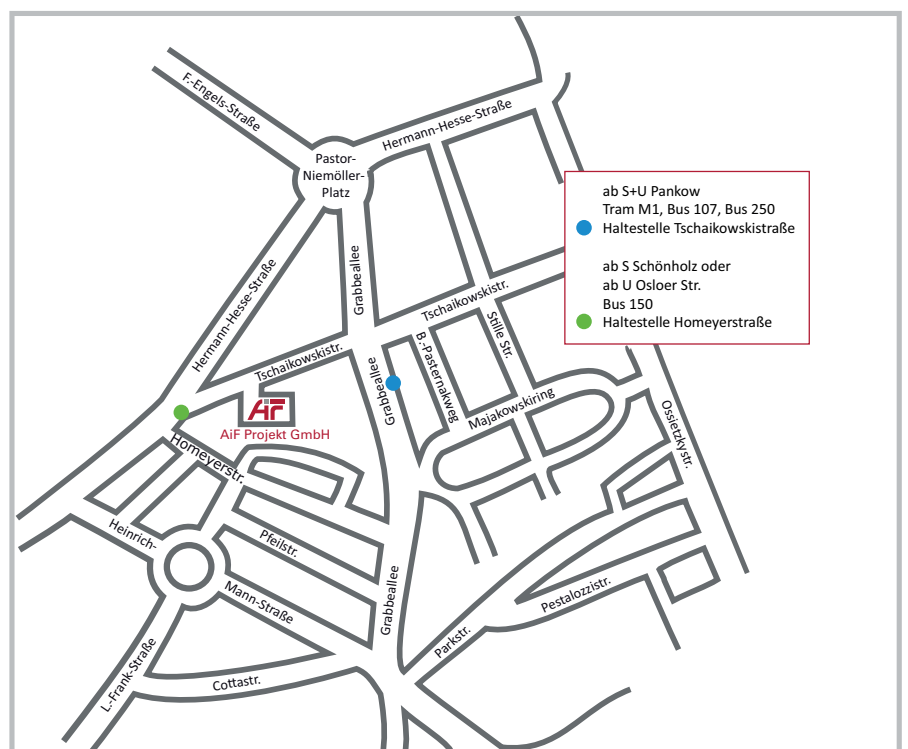 F.-Engels-Straße
Hermann-Hesse-Straße
Pastor-
Niemöller-
Platz
ab S+U Pankow
Tram M1, Bus 107, Bus 250
Haltestelle Tschaikowskistraße
ab S Schönholz oder
ab U Osloer Str.
Bus 150
Haltestelle Homeyerstraße
Hermann-Hesse-Straße
Grabbeallee
Tschaikowskistr.
Tschaikowskistr.
Stille Str.
B.-Pasternakweg
Grabbeallee
Majakowskiring
Ossietzkystr.
AiF
AiF Projekt GmbH
Homeyerstr.
Heinrich-
Pfeilstr.
Mann-Straße
Grabbeallee
Pestalozzistr.
Parkstr.
L.-Frank-Straße
Cottastr.